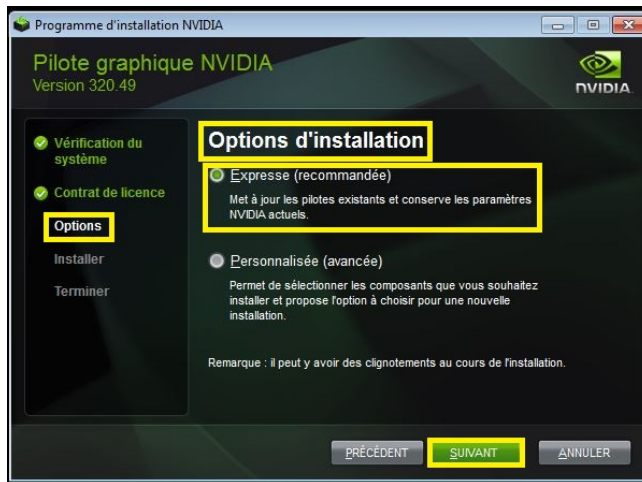 Programme d'installation NVIDIA
Pilote graphique NVIDIA
Version 320.49
NVIDIA.
Vérification du
système
Contrat de licence
Options
Installer
Terminer
Options d'installation
Expresse (recommandée)
Met à jour les pilotes existants et conserve les paramètres
NVIDIA actuels.
Personnalisée (avancée)
Permet de sélectionner les composants que vous souhaitez
installer et propose l'option à choisir pour une nouvelle
installation.
Remarque : il peut y avoir des clignotements au cours de l'installation.
PRÉCÉDENT
SUIVANT
ANNULER